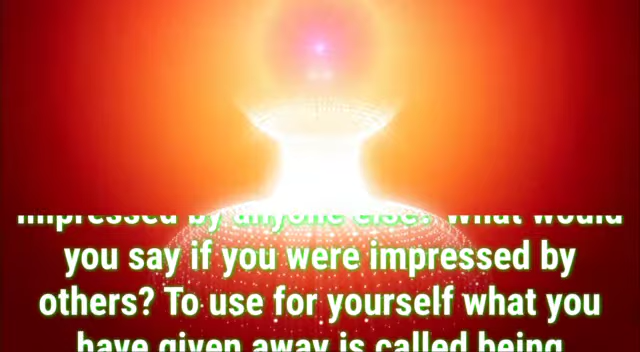 impressed by anyone else? What would
you say if you were impressed by
others? To use for yourself what you
have given away is called being